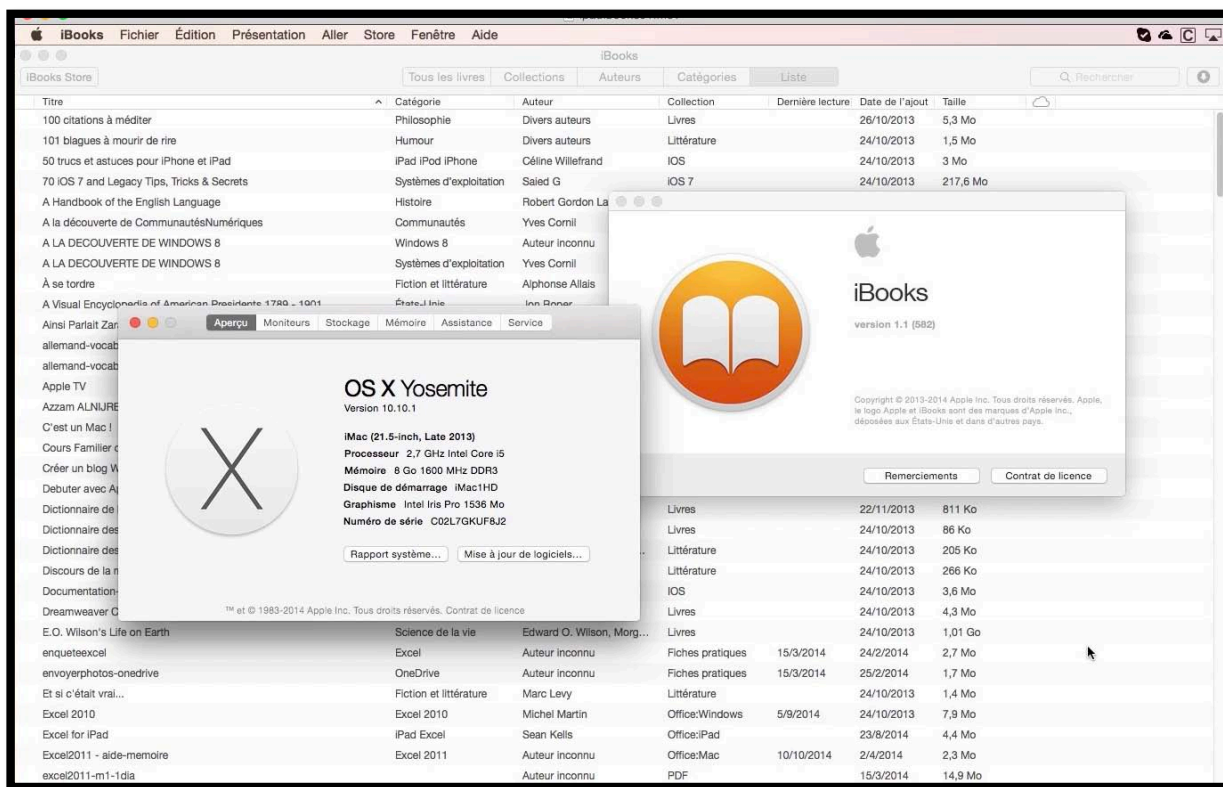 iBooks Fichier Édition Présentation Aller Store Fenêtre Aide
iBooks
iBooks Store Tous les livres Collections Auteurs Catégories Liste Rechercher
Titre Catégorie Auteur Collection Dernière lecture Date de l'ajout Taille
100 citations à méditer Philosophie Divers auteurs Livres 26/10/2013 5,3 Mo
101 blagues à mourir de rire Humour Divers auteurs Littérature 24/10/2013 1,5 Mo
50 trucs et astuces pour iPhone et iPad iPad iPod iPhone Céline Willefrand IOS 24/10/2013 3 Mo
70 iOS 7 and Legacy Tips, Tricks & Secrets Systèmes d'exploitation Saied G iOS 7 24/10/2013 217,6 Mo
A Handbook of the English Language Histoire Robert Gordon La
A la découverte de CommunautésNumériques Communautés Yves Cornil
A LA DECOUVERTE DE WINDOWS 8 Windows 8 Auteur inconnu
A LA DECOUVERTE DE WINDOWS 8 Systèmes d'exploitation Yves Cornil
À se tordre Fiction et littérature Alphonse Allais
A Visual Encyclopedia of American Presidents 1789 - 1901 États-Unis Jon Roper
Ainsi Parlait Zar
allemand-vocab
allemand-vocab
Apple TV
Azzam ALNIJRE
C'est un Mac !
Cours Familier
Créer un blog W
Debuter avec
Dictionnaire de Livres 22/11/2013 811 Ko
Dictionnaire des Livres 24/10/2013 86 Ko
Dictionnaire des Littérature 24/10/2013 205 Ko
Discours de la Littérature 24/10/2013 266 Ko
Documentation- IOS 24/10/2013 3,6 Mo
Dreamweaver C Livres 24/10/2013 4,3 Mo
E.O. Wilson's Life on Earth Science de la vie Edward O. Wilson, Morg... Livres 24/10/2013 1,01 Go
enqueteexcel Excel Auteur inconnu Fiches pratiques 15/3/2014 24/2/2014 2,7 Mo
envoyerphotos-onedrive OneDrive Auteur inconnu Fiches pratiques 15/3/2014 25/2/2014 1,7 Mo
Et si c'était vrai... Fiction et littérature Marc Levy Littérature 24/10/2013 1,4 Mo
Excel 2010 Excel 2010 Michel Martin Office:Windows 5/9/2014 24/10/2013 7,9 Mo
Excel for iPad iPad Excel Sean Kells Office:iPad 23/8/2014 4,4 Mo
Excel2011 - aide-memoire Excel 2011 Auteur inconnu Office:Mac 10/10/2014 2/4/2014 2,3 Mo
excel2011-m1-1dia Auteur inconnu PDF 15/3/2014 14,9 Mo
iBooks
version 1.1 (582)
Copyright © 2013-2014 Apple Inc. Tous droits réservés. Apple,
le logo Apple et iBooks sont des marques d'Apple Inc.,
déposées aux États-Unis et dans d'autres pays.
Remerciements Contrat de licence
Aperçu Moniteurs Stockage Mémoire Assistance Service
OS X Yosemite
Version 10.10.1
iMac (21.5-inch, Late 2013)
Processeur 2,7 GHz Intel Core i5
Mémoire 8 Go 1600 MHz DDR3
Disque de démarrage iMac1HD
Graphisme Intel Iris Pro 1536 Mo
Numéro de série C02L7GKUF8J2
Rapport système... Mise à jour de logiciels...
™ et © 1983-2014 Apple Inc. Tous droits réservés. Contrat de licence